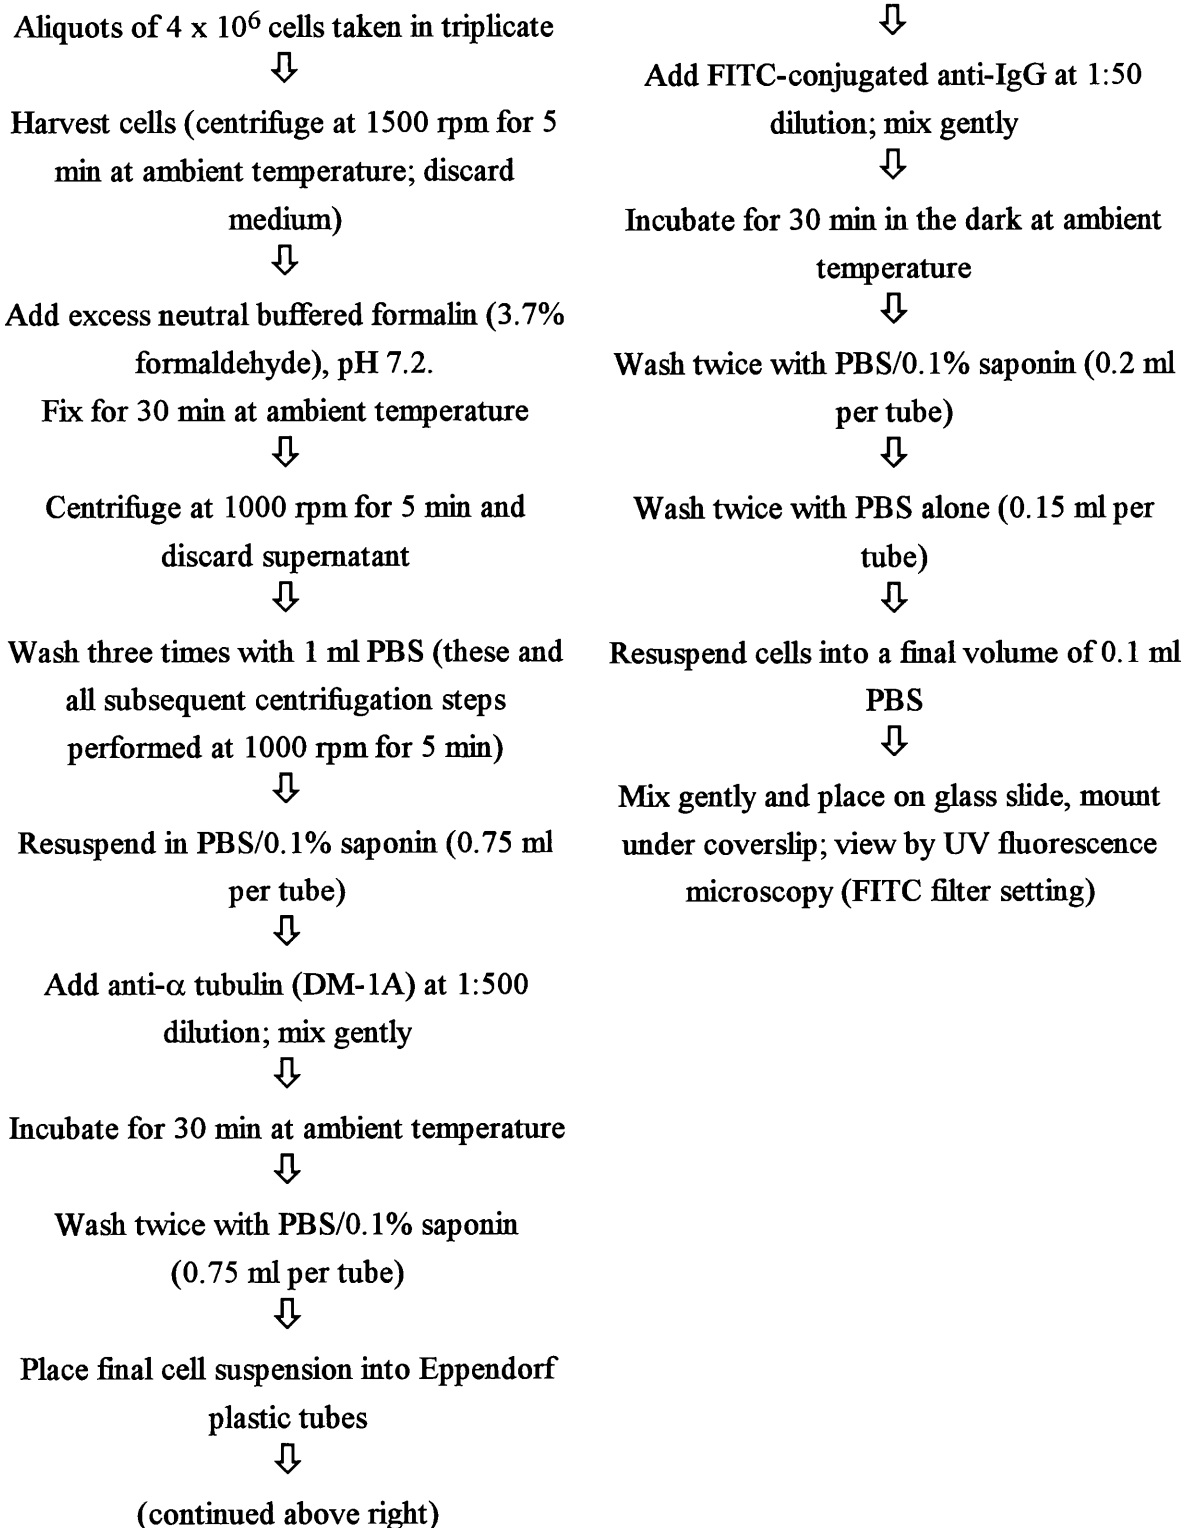 Aliquots of 4 x 10⁶ cells taken in triplicate
⇩
Harvest cells (centrifuge at 1500 rpm for 5
min at ambient temperature; discard
medium)
⇩
Add excess neutral buffered formalin (3.7%
formaldehyde), pH 7.2.
Fix for 30 min at ambient temperature
⇩
Centrifuge at 1000 rpm for 5 min and
discard supernatant
⇩
Wash three times with 1 ml PBS (these and
all subsequent centrifugation steps
performed at 1000 rpm for 5 min)
⇩
Resuspend in PBS/0.1% saponin (0.75 ml
per tube)
⇩
Add anti-α tubulin (DM-1A) at 1:500
dilution; mix gently
⇩
Incubate for 30 min at ambient temperature
⇩
Wash twice with PBS/0.1% saponin
(0.75 ml per tube)
⇩
Place final cell suspension into Eppendorf
plastic tubes
⇩
(continued above right)
⇩
Add FITC-conjugated anti-IgG at 1:50
dilution; mix gently
⇩
Incubate for 30 min in the dark at ambient
temperature
⇩
Wash twice with PBS/0.1% saponin (0.2 ml
per tube)
⇩
Wash twice with PBS alone (0.15 ml per
tube)
⇩
Resuspend cells into a final volume of 0.1 ml
PBS
⇩
Mix gently and place on glass slide, mount
under coverslip; view by UV fluorescence
microscopy (FITC filter setting)